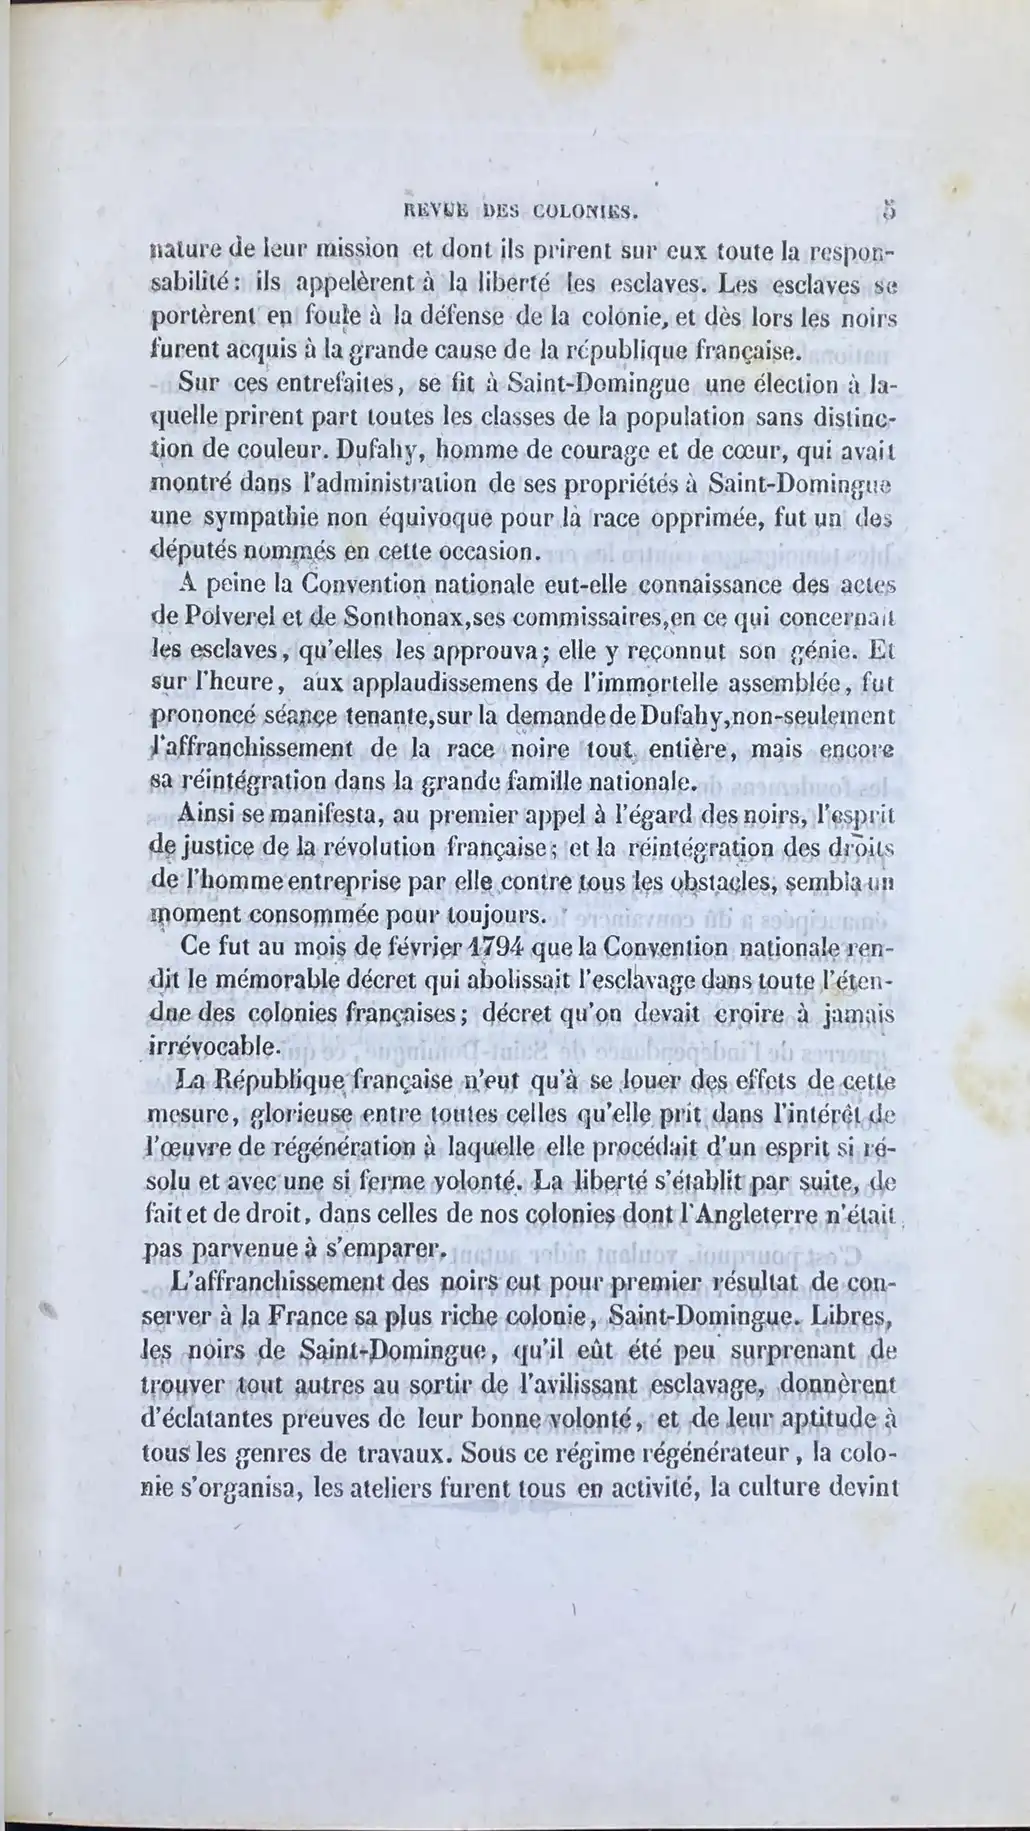 REVUE DES COLONIES. 5
nature de leur mission et dont ils prirent sur eux toute la respon-
sabilité: ils appelèrent à la liberté les esclaves. Les esclaves se
portèrent en foule à la défense de la colonie, et dès lors les noirs
furent acquis à la grande cause de la république française.
Sur ces entrefaites, se fit à Saint-Domingue une élection à la-
quelle prirent part toutes les classes de la population sans distinc-
tion de couleur. Dufahy, homme de courage et de cœur, qui avait
montré dans l'administration de ses propriétés à Saint-Domingue
une sympathie non équivoque pour la race opprimée, fut un des
députés nommés en cette occasion.
A peine la Convention nationale eut-elle connaissance des actes
de Polverel et de Sonthonax,ses commissaires,en ce qui concernait
les esclaves, qu'elles les approuva; elle y reconnut son génie. Et
sur l'heure, aux applaudissemens de l'immortelle assemblée, fut
prononcé séance tenante,sur la demande de Dufahy,non-seulement
l'affranchissement de la race noire tout entière, mais encore
sa réintégration dans la grande famille nationale.
Ainsi se manifesta, au premier appel à l'égard des noirs, l'esprit
de justice de la révolution française; et la réintégration des droits
de l'homme entreprise par elle contre tous les obstacles, sembla un
moment consommée pour toujours.
Ce fut au mois de février 1794 que la Convention nationale ren-
dit le mémorable décret qui abolissait l'esclavage dans toute l'éten-
dne des colonies françaises; décret qu'on devait croire à jamais
irrévocable.
La République française n'eut qu'à se louer des effets de cette
mesure, glorieuse entre toutes celles qu'elle prit dans l'intérêt de
l'œuvre de régénération à laquelle elle procédait d'un esprit si ré-
solu et avec une si ferme volonté. La liberté s'établit par suite, de
fait et de droit, dans celles de nos colonies dont l'Angleterre n'était
pas parvenue à s'emparer.
L'affranchissement des noirs eut pour premier résultat de con-
server à la France sa plus riche colonie, Saint-Domingue. Libres,
les noirs de Saint-Domingue, qu'il eût été peu surprenant de
trouver tout autres au sortir de l'avilissant esclavage, donnèrent
d'éclatantes preuves de leur bonne volonté, et de leur aptitude à
tous les genres de travaux. Sous ce régime régénérateur, la colo-
nie s'organisa, les ateliers furent tous en activité, la culture devint